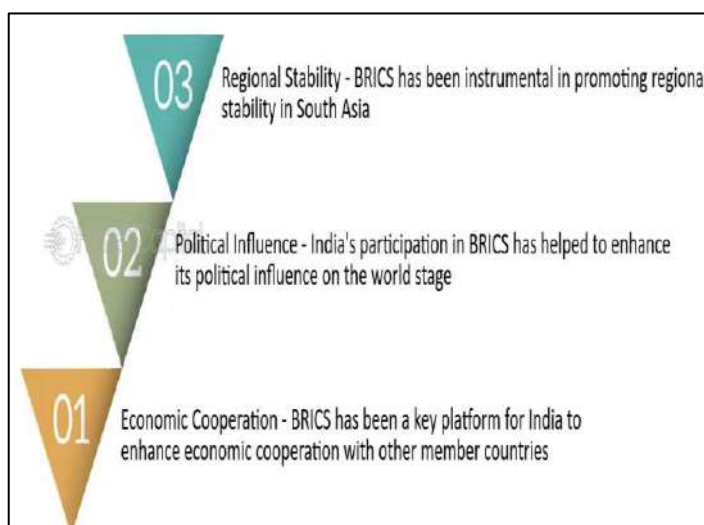 03
Regional Stability - BRICS has been instrumental in promoting regiona
stability in South Asia
02
Political Influence - India's participation in BRICS has helped to enhance
its political influence on the world stage
01
Economic Cooperation - BRICS has been a key platform for India to
enhance economic cooperation with other member countries